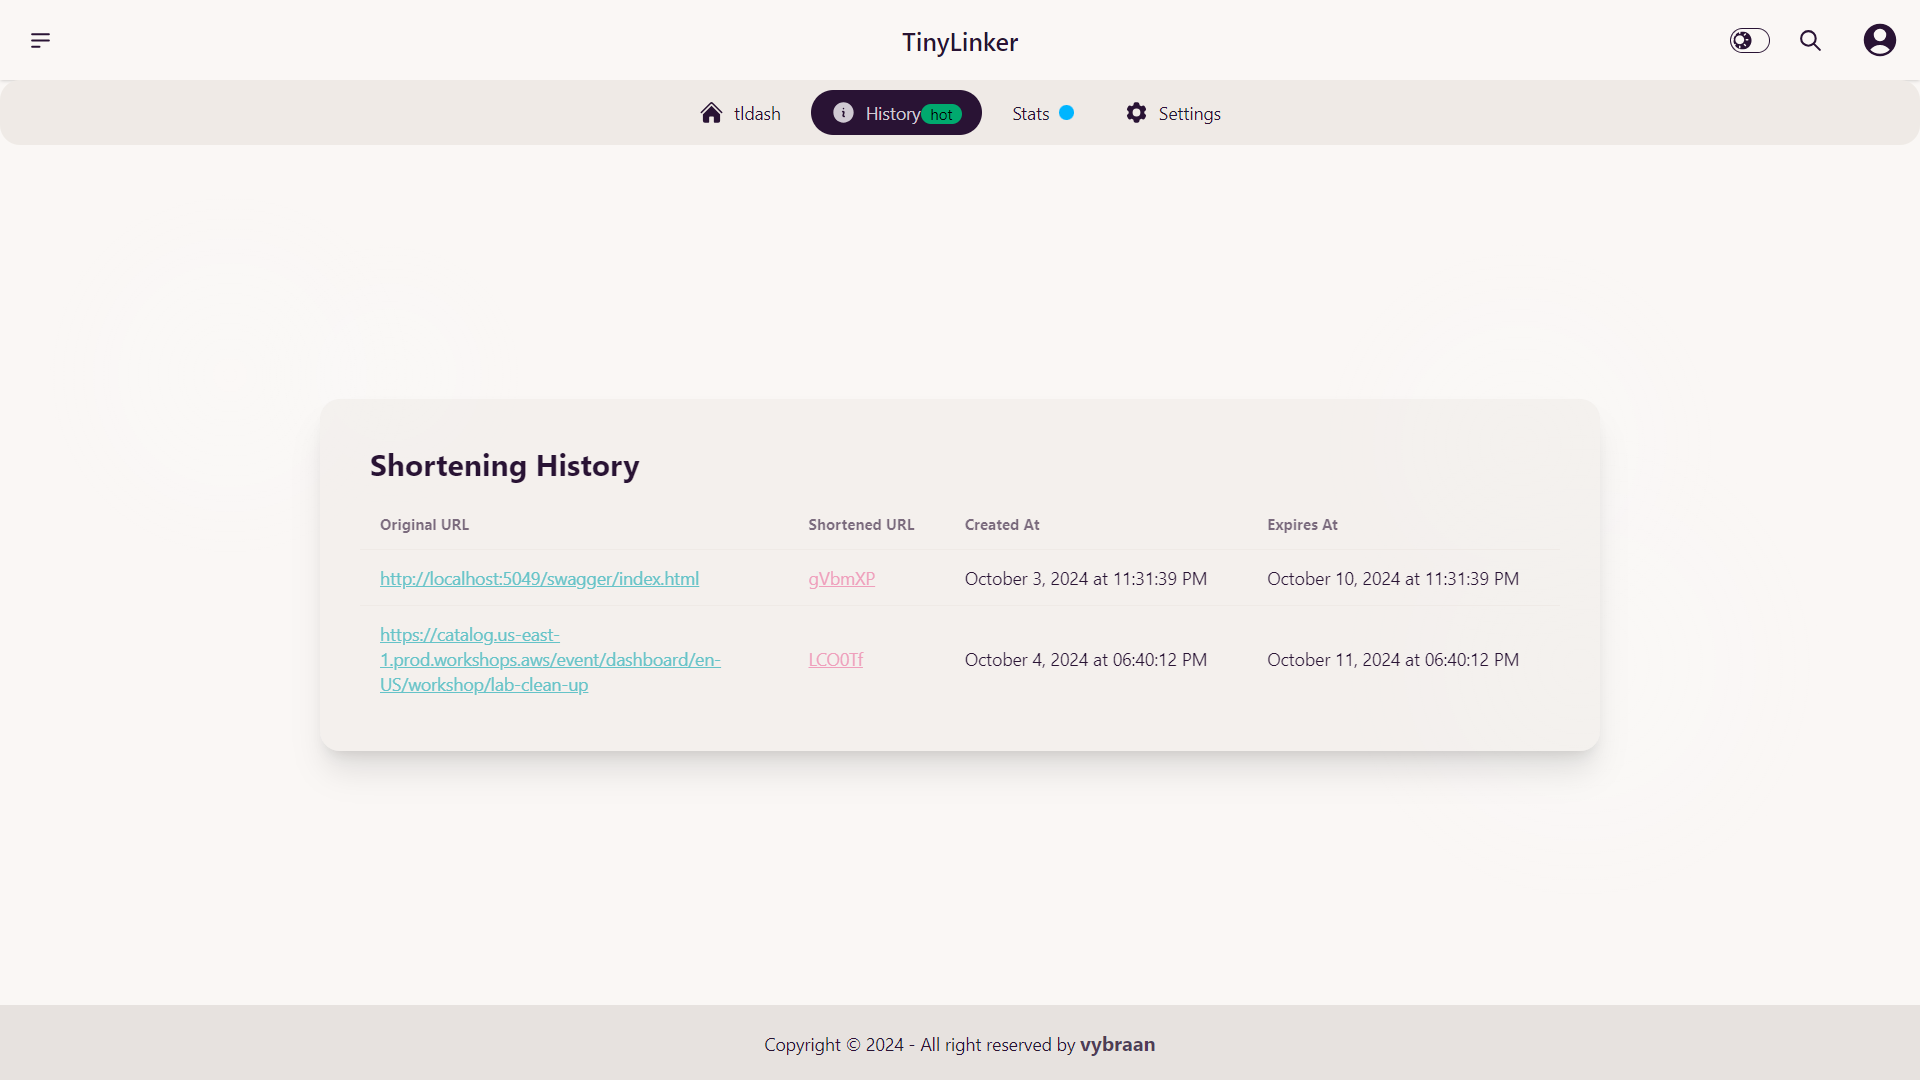 TinyLinker
tldash
History hot
Stats
Settings
Shortening History
Original URL Shortened URL Created At Expires At
http://localhost:5049/swagger/index.html gVbmXP October 3, 2024 at 11:31:39 PM October 10, 2024 at 11:31:39 PM
https://catalog.us-east-
1.prod.workshops.aws/event/dashboard/en-
US/workshop/lab-clean-up
LCO0Tf October 4, 2024 at 06:40:12 PM October 11, 2024 at 06:40:12 PM
Copyright © 2024 - All right reserved by vybraan